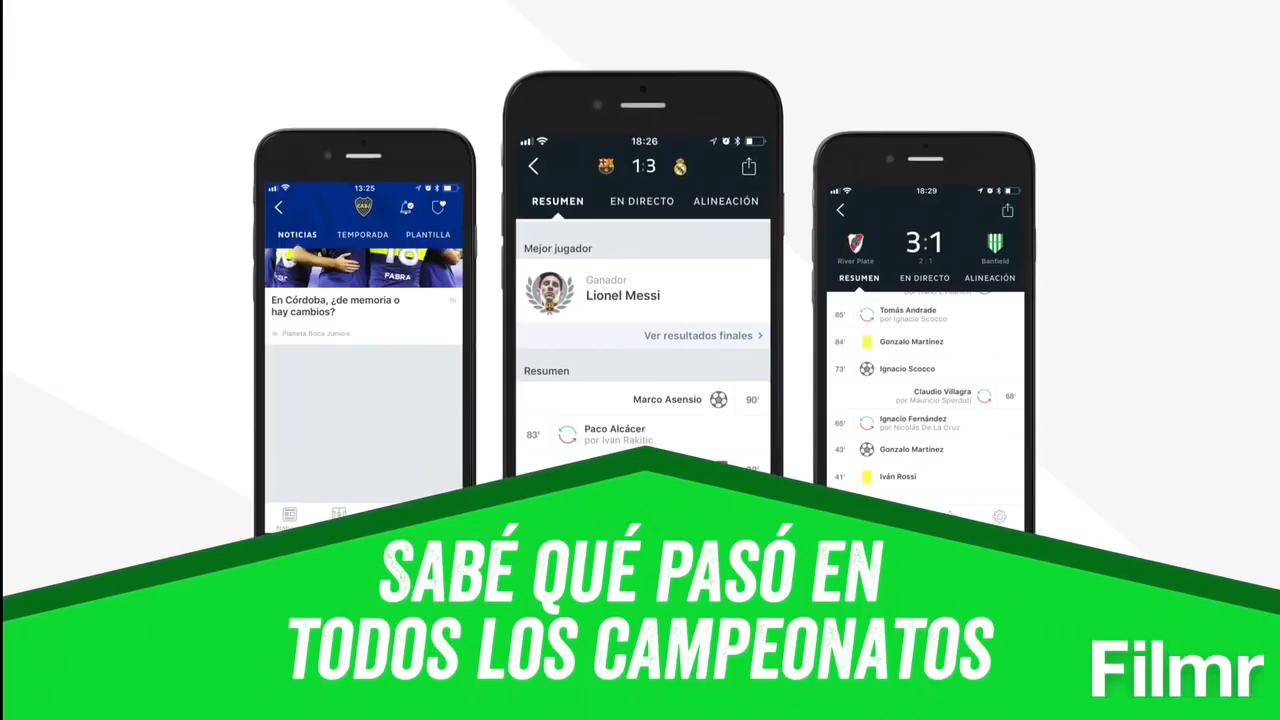 13:25
NOTICIAS TEMPORADA PLANTILLA
FABRA
En Córdoba, ¿de memoria o
hay cambios?
Planeta Boca Juniors
18:26
1:3
RESUMEN EN DIRECTO ALINEACIÓN
Mejor jugador
Ganador
Lionel Messi
Ver resultados finales >
Resumen
Marco Asensio 90'
83' Paco Alcácer
por Ivan Rakitic
18:29
3:1
River Plate 2:1 Banfield
RESUMEN EN DIRECTO ALINEACIÓN
85' Tomás Andrade
por Ignacio Scocco
84' Gonzalo Martínez
73' Ignacio Scocco
Claudio Villagra 68'
por Mauricio Sperduti
65' Ignacio Fernández
por Nicolás De La Cruz
43' Gonzalo Martínez
41' Iván Rossi
SABÉ QUÉ PASÓ EN
TODOS LOS CAMPEONATOS
Filmr